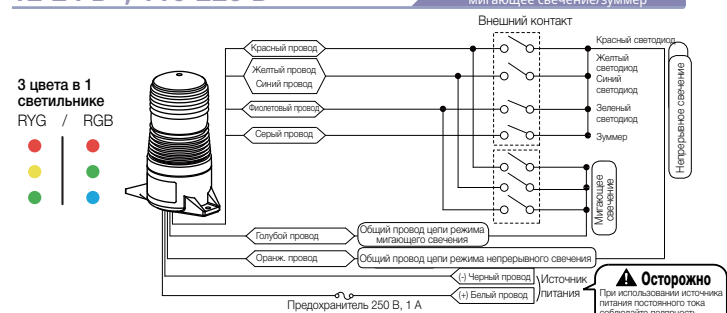 мигающее свечение/зуммер
Внешний контакт
Красный провод
Желтый провод
Синий провод
Фиолетовый провод
Серый провод
Красный светодиод
Желтый
светодиод
Синий
светодиод
Зеленый
светодиод
Зуммер
Непрерывное свечение
Мигающее
свечение
3 цвета в 1
светильнике
RYG / RGB
Голубой провод
Общий провод цепи режима
мигающего свечения
Оранж. провод
Общий провод цепи режима непрерывного свечения
(-) Черный провод
(+) Белый провод
Источник
питания
Предохранитель 250 В, 1 А
Осторожно
При использовании источника
питания постоянного тока